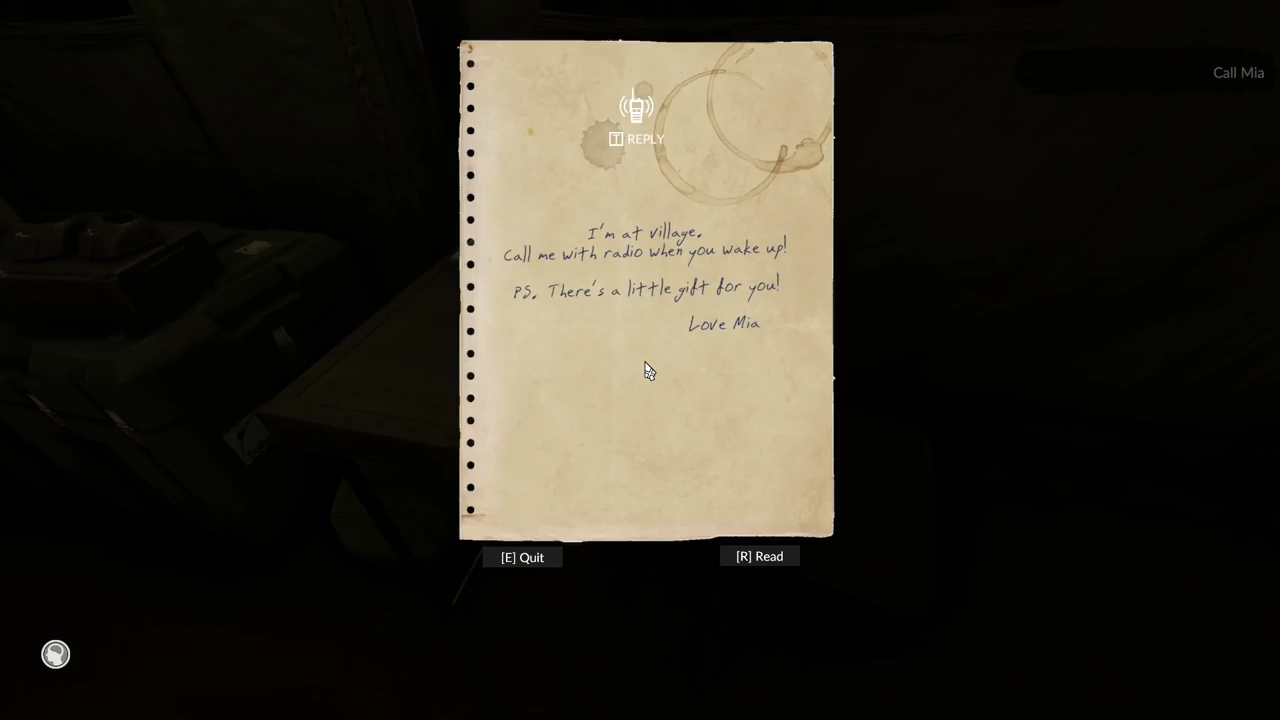 Call Mia
[T] REPLY
I'm at village.
Call me with radio when you wake up!
PS. There's a little gift for you!
Love Mia
[E] Quit
[R] Read